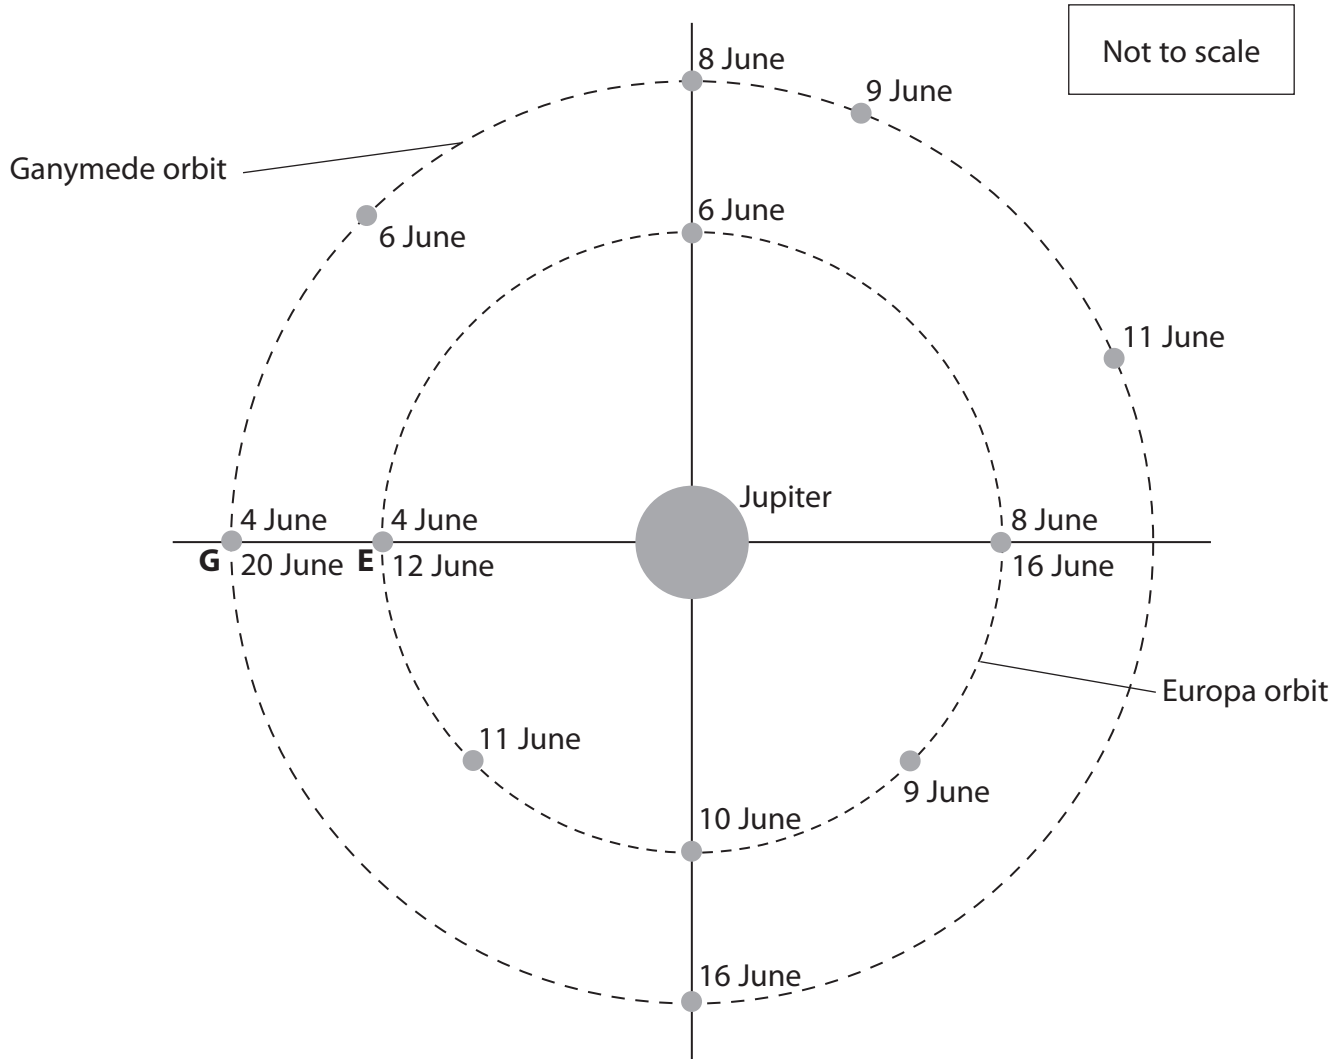 Not to scale
8 June
9 June
Ganymede orbit
6 June
6 June
11 June
Jupiter
4 June
4 June
8 June
G
20 June
E
12 June
16 June
Europa orbit
11 June
9 June
10 June
16 June